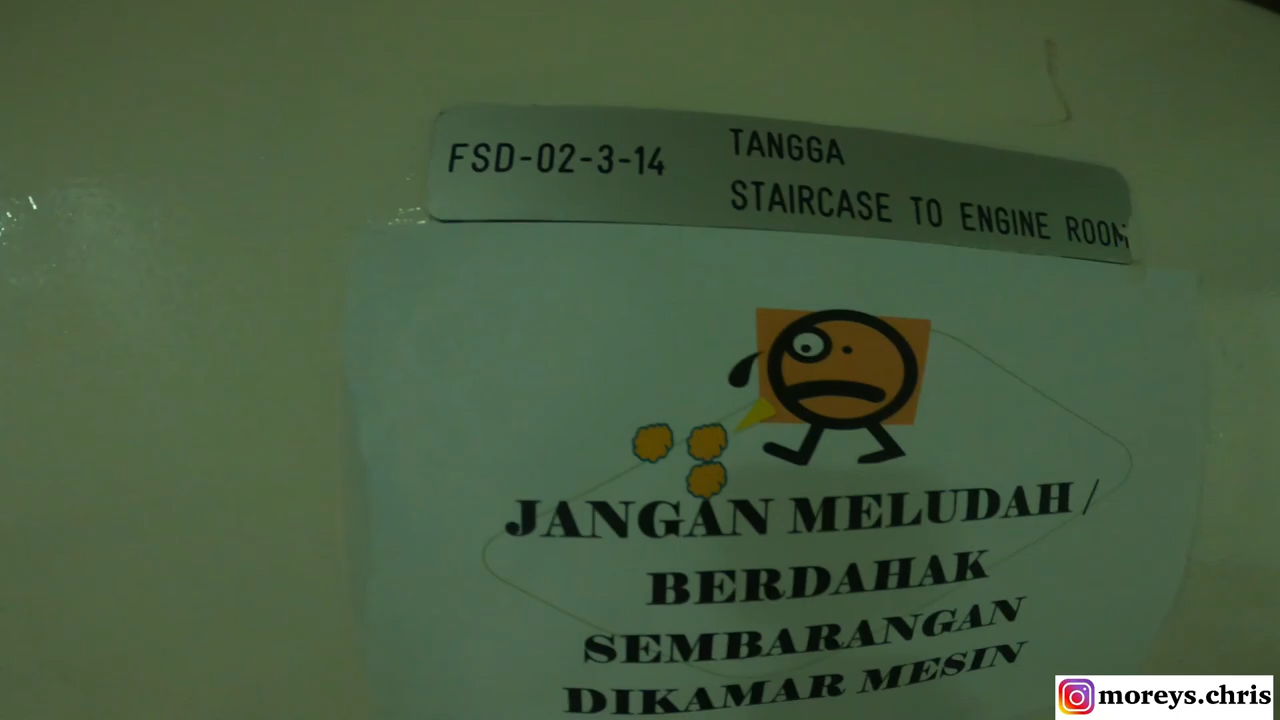 FSD-02-3-14
TANGGA
STAIRCASE TO ENGINE ROOM
JANGAN MELUDAH /
BERDAHAK
SEMBARANGAN
DIKAMAR MESIN
moreys.chris